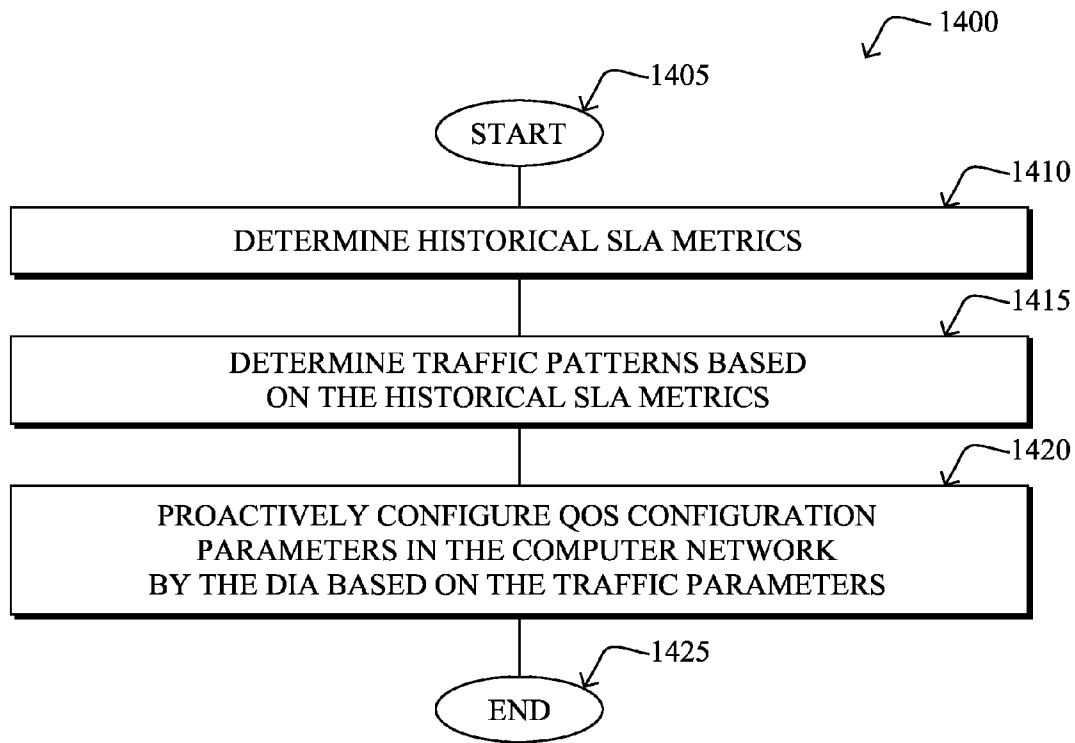 1400
1405
START
1410
DETERMINE HISTORICAL SLA METRICS
1415
DETERMINE TRAFFIC PATTERNS BASED
ON THE HISTORICAL SLA METRICS
1420
PROACTIVELY CONFIGURE QOS CONFIGURATION
PARAMETERS IN THE COMPUTER NETWORK
BY THE DIA BASED ON THE TRAFFIC PARAMETERS
1425
END